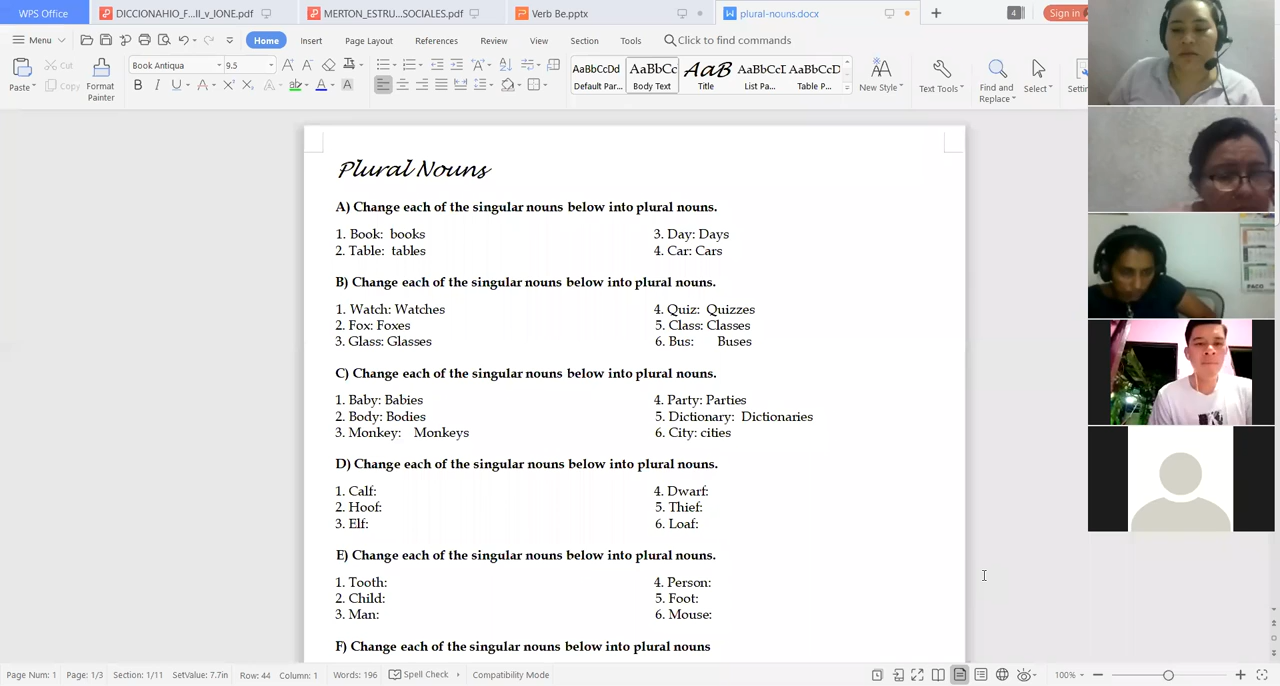 WPS Office
DICCIONAHIO_F...II_v_IONE.pdf
MERTON_ESTRU...SOCIALES.pdf
Verb Be.pptx
plural-nouns.docx
+
4
Sign in
Menu
Home
Insert
Page Layout
References
Review
View
Section
Tools
Click to find commands
Paste
Cut
Copy
Format Painter
Book Antiqua
9.5
AaBbCcDd
Default Par...
AaBbCc
Body Text
AaB
Title
AaBbCcI
List Pa...
AaBbCcD
Table P...
New Style
Text Tools
Find and Replace
Select
Plural Nouns
A) Change each of the singular nouns below into plural nouns.
1. Book: books
2. Table: tables
3. Day: Days
4. Car: Cars
B) Change each of the singular nouns below into plural nouns.
1. Watch: Watches
2. Fox: Foxes
3. Glass: Glasses
4. Quiz: Quizzes
5. Class: Classes
6. Bus: Buses
C) Change each of the singular nouns below into plural nouns.
1. Baby: Babies
2. Body: Bodies
3. Monkey: Monkeys
4. Party: Parties
5. Dictionary: Dictionaries
6. City: cities
D) Change each of the singular nouns below into plural nouns.
1. Calf:
2. Hoof:
3. Elf:
4. Dwarf:
5. Thief:
6. Loaf:
E) Change each of the singular nouns below into plural nouns.
1. Tooth:
2. Child:
3. Man:
4. Person:
5. Foot:
6. Mouse:
F) Change each of the singular nouns below into plural nouns
Page Num: 1
Page: 1/3
Section: 1/11
SetValue: 7.7in
Row: 44
Column: 1
Words: 196
Spell Check
Compatibility Mode
100%